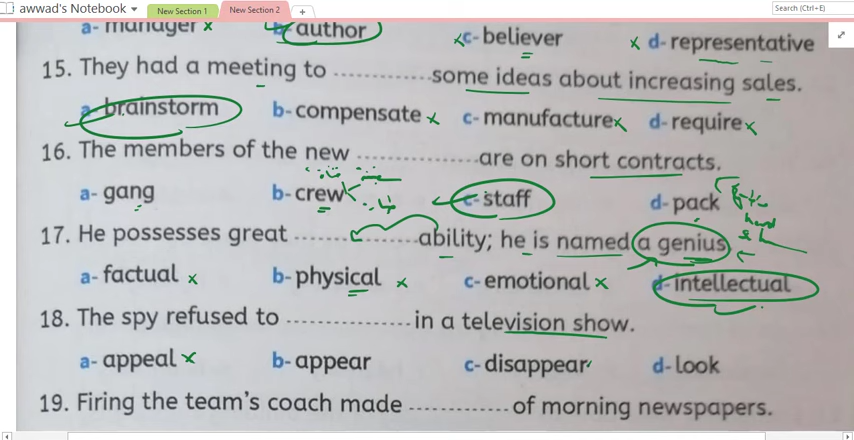 awwad's Notebook
New Section 1
New Section 2
Search (Ctrl+E)
a- manager x b- author x c- believer x d- representative
15. They had a meeting to ............... some ideas about increasing sales.
a- brainstorm b- compensate x c- manufacture x d- require x
16. The members of the new ............... are on short contracts.
a- gang b- crew c- staff d- pack
17. He possesses great ............... ability; he is named a genius
a- factual x b- physical x c- emotional x d- intellectual
18. The spy refused to ............... in a television show.
a- appeal x b- appear c- disappear d- look
19. Firing the team's coach made ............... of morning newspapers.